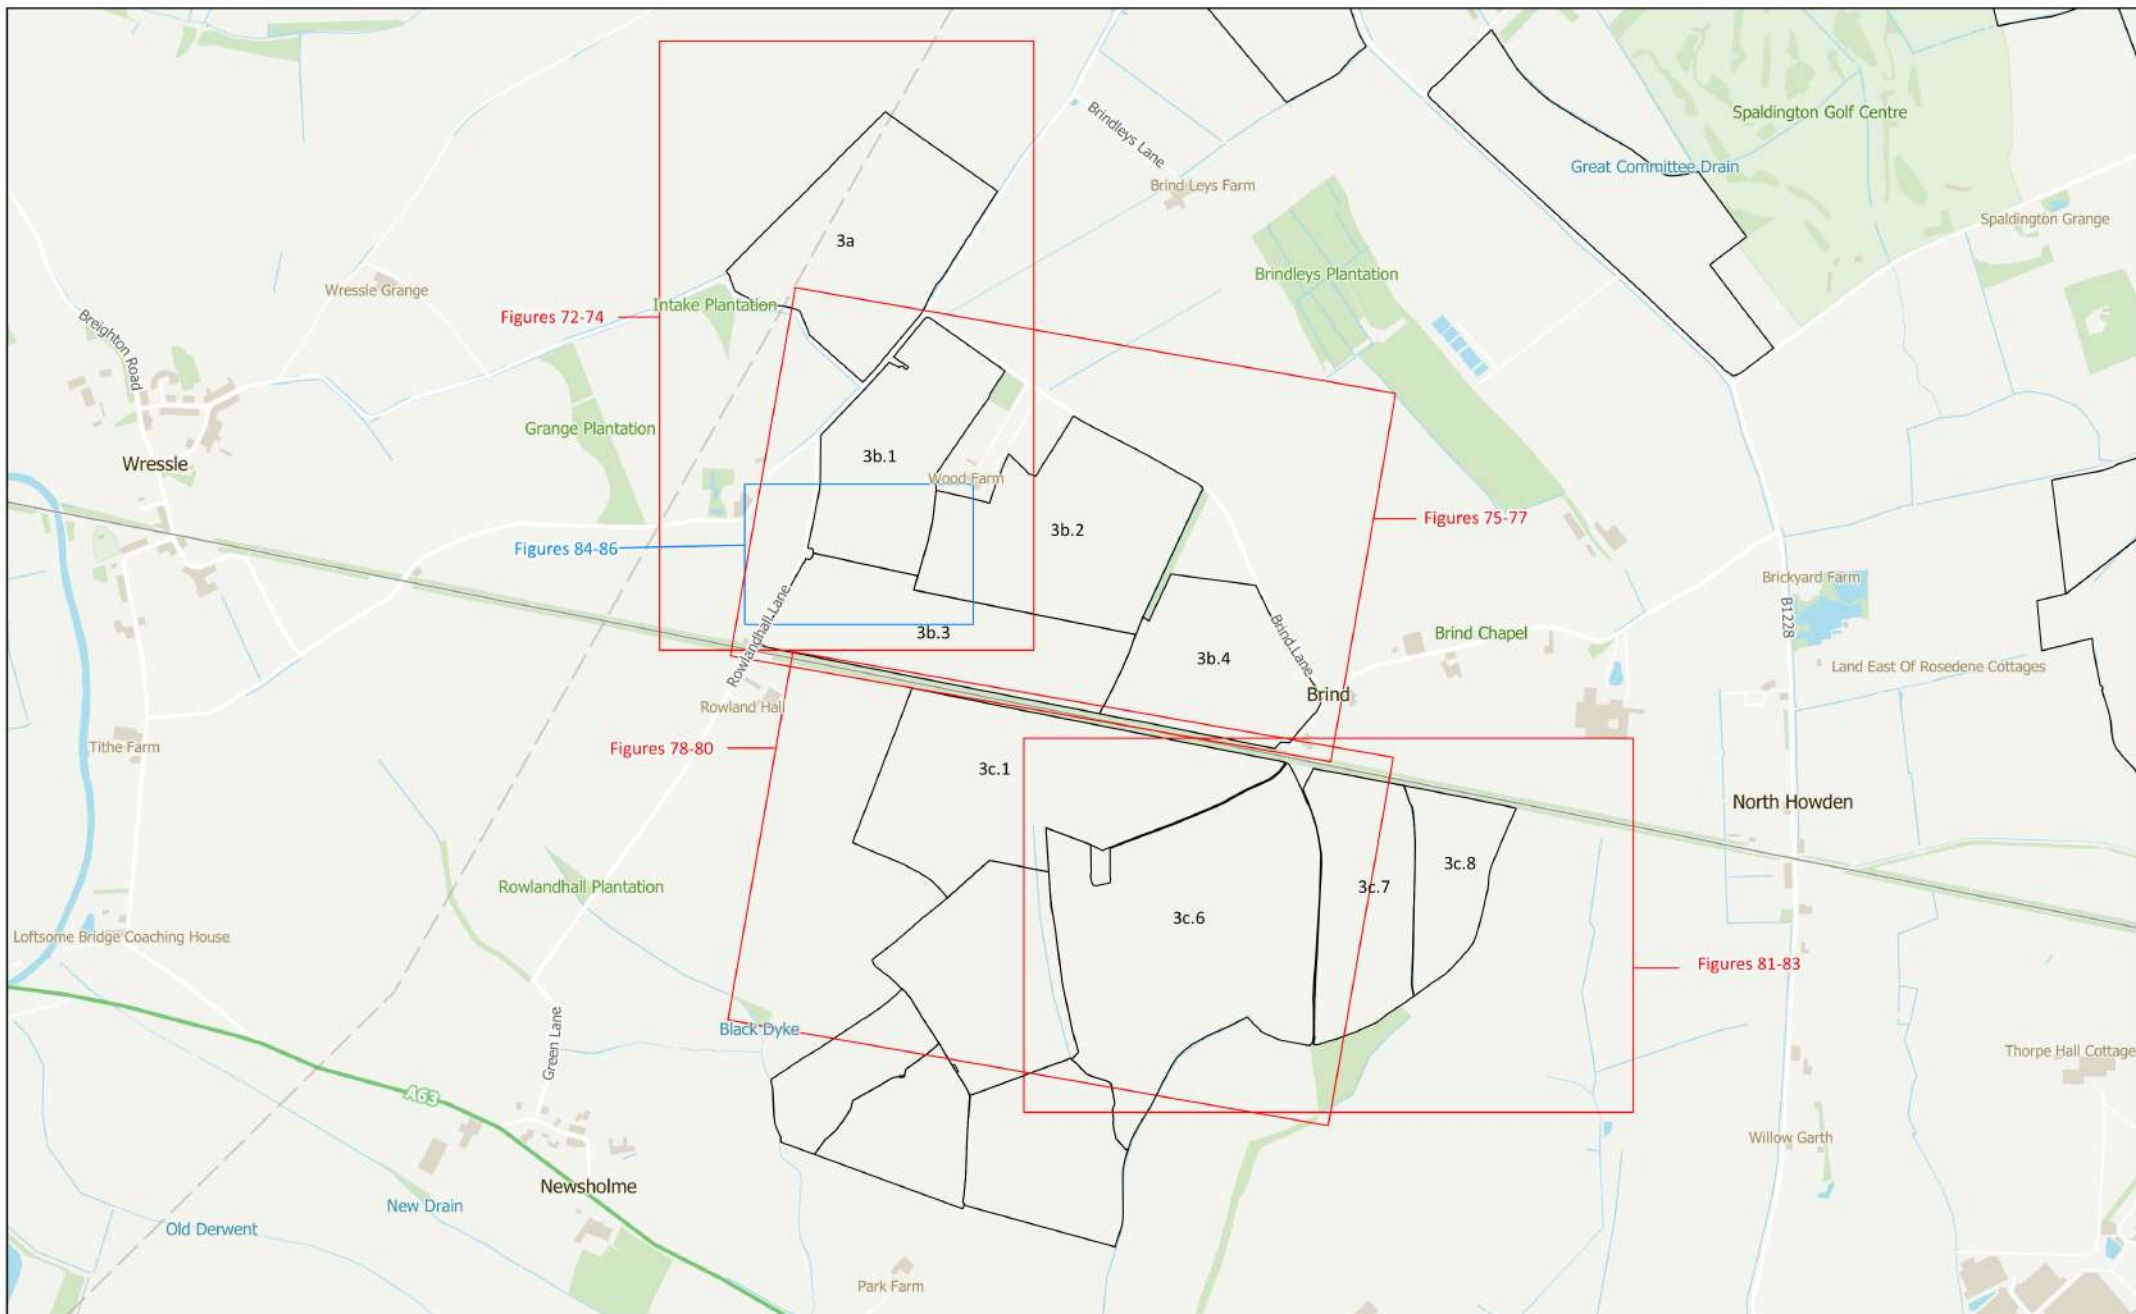 Spaldington Golf Centre
Brindleys Lane
Great Committee Drain
Brind Leys Farm
Spaldington Grange
3a
Brindleys Plantation
Wressle Grange
Intake Plantation
Figures 72-74
Breighton Road
Grange Plantation
3b.1
Wressle
Wood Farm
Figures 75-77
3b.2
Figures 84-86
Brickyard Farm
B1228
Rowlandhall Lane
3b.3
Brind Lane
Brind Chapel
3b.4
Land East Of Rosedene Cottages
Brind
Rowland Hall
Tithe Farm
Figures 78-80
3c.1
North Howden
3c.8
Rowlandhall Plantation
3c.7
3c.6
Loftsome Bridge Coaching House
Figures 81-83
Black Dyke
Green Lane
Thorpe Hall Cottage
A63
Willow Garth
Newsholme
New Drain
Old Derwent
Park Farm